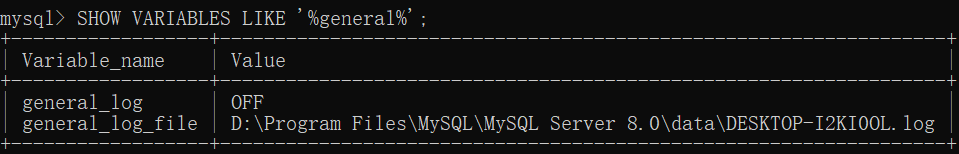 mysql> SHOW VARIABLES LIKE '%general%';
+------------------+----------------------------------------------------------------+
| Variable_name    | Value                                                          |
+------------------+----------------------------------------------------------------+
| general_log      | OFF                                                            |
| general_log_file | D:\Program Files\MySQL\MySQL Server 8.0\data\DESKTOP-I2KIOOL.log |
+------------------+----------------------------------------------------------------+